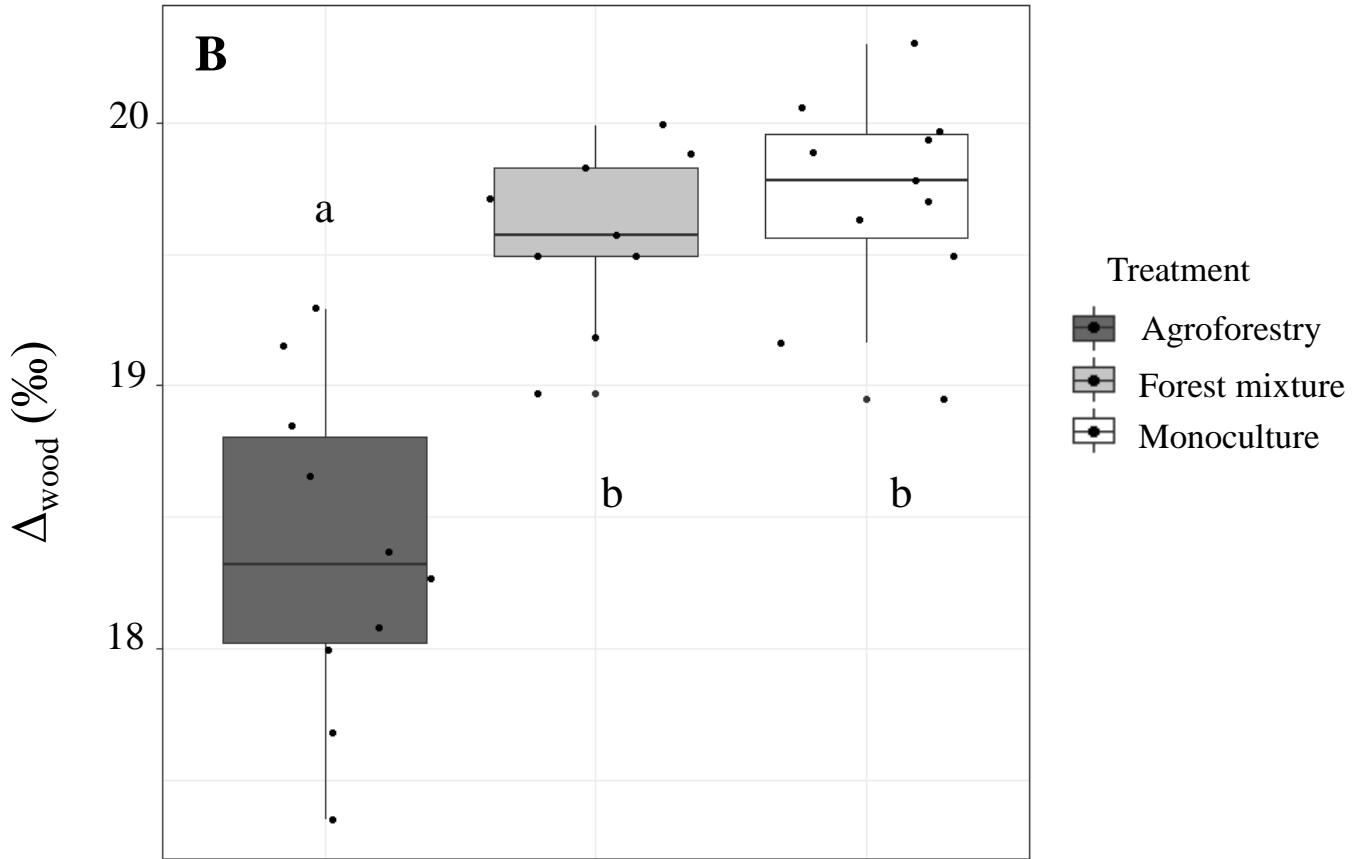 B
20
a
19
b
b
18
Δwood (‰)
Treatment
Agroforestry
Forest mixture
Monoculture